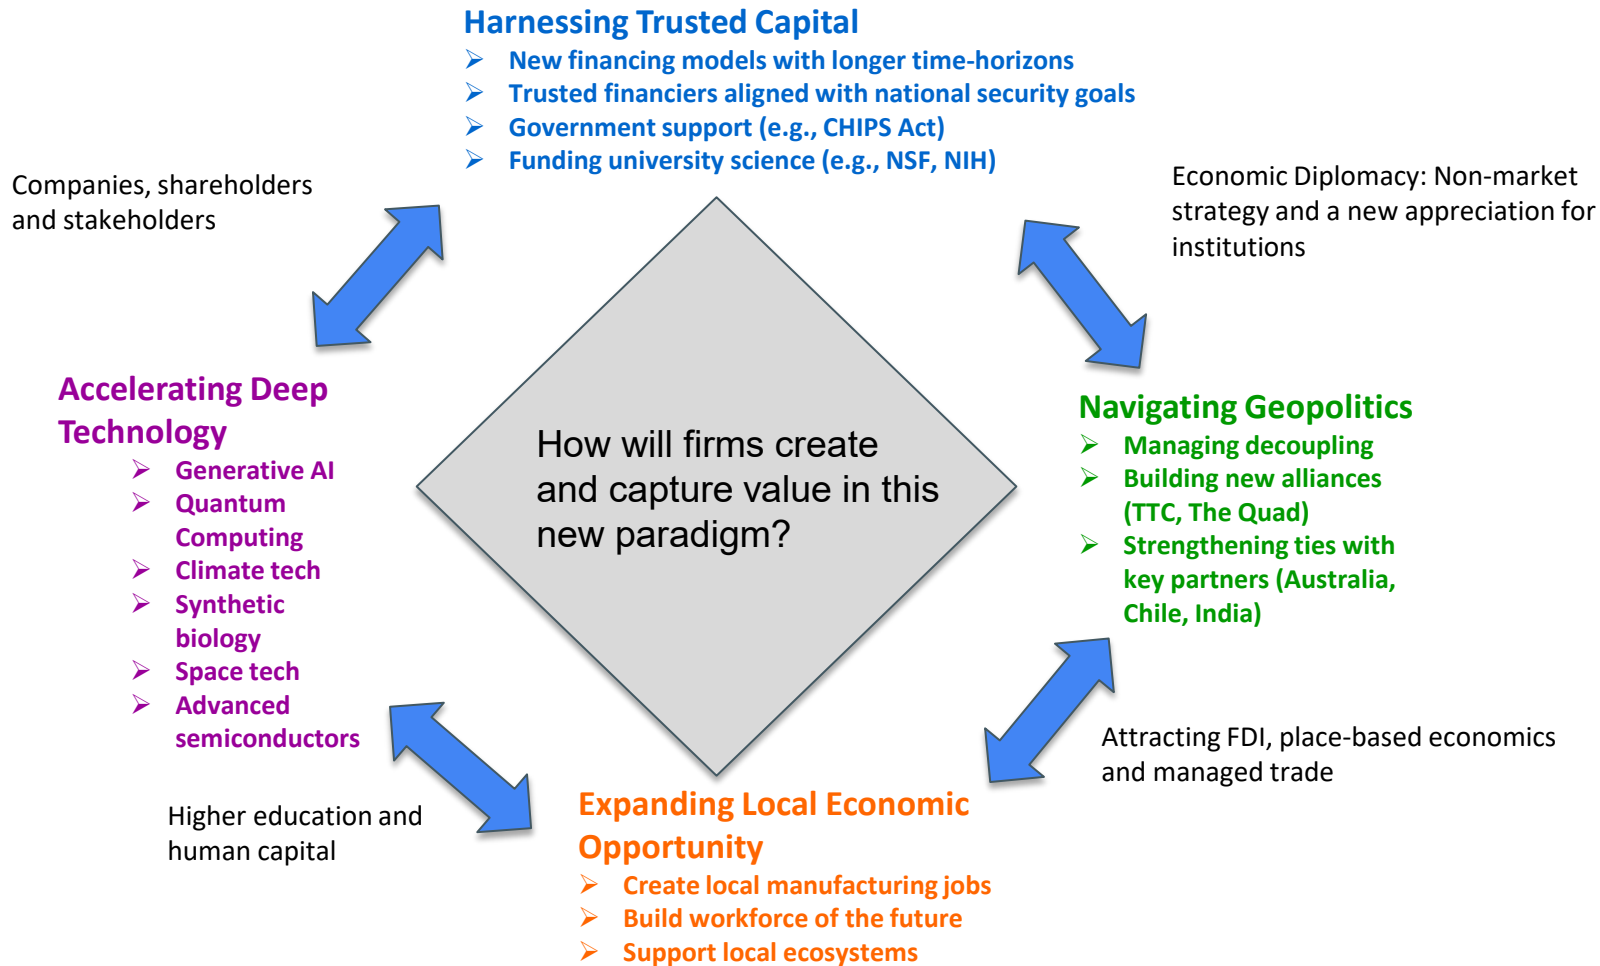 Harnessing Trusted Capital
➢ New financing models with longer time-horizons
➢ Trusted financiers aligned with national security goals
➢ Government support (e.g., CHIPS Act)
➢ Funding university science (e.g., NSF, NIH)
Companies, shareholders
and stakeholders
Economic Diplomacy: Non-market
strategy and a new appreciation for
institutions
Accelerating Deep
Technology
➢ Generative AI
➢ Quantum
Computing
➢ Climate tech
➢ Synthetic
biology
➢ Space tech
➢ Advanced
semiconductors
How will firms create
and capture value in this
new paradigm?
Navigating Geopolitics
➢ Managing decoupling
➢ Building new alliances
(TTC, The Quad)
➢ Strengthening ties with
key partners (Australia,
Chile, India)
Higher education and
human capital
Attracting FDI, place-based economics
and managed trade
Expanding Local Economic
Opportunity
➢ Create local manufacturing jobs
➢ Build workforce of the future
➢ Support local ecosystems